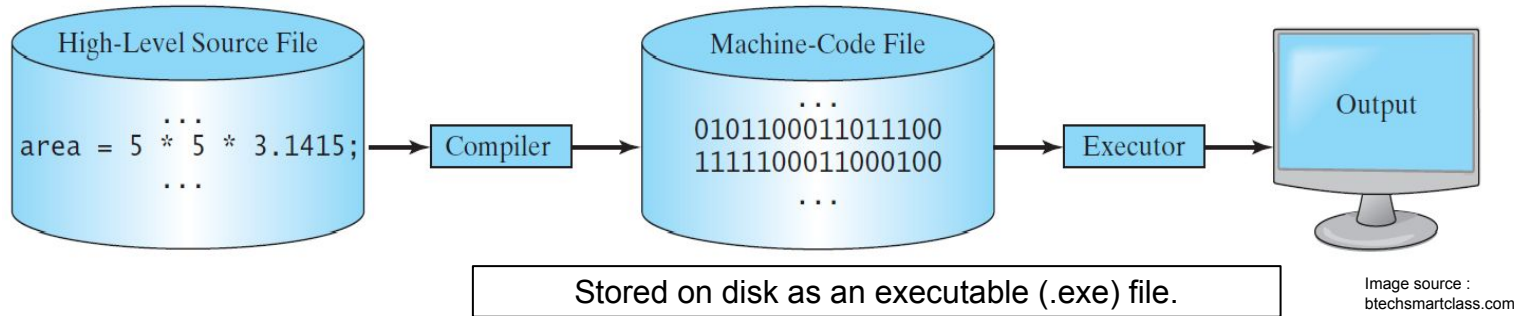 High-Level Source File
...
area = 5 * 5 * 3.1415;
...
Compiler
Machine-Code File
...
0101100011011100
1111100011000100
...
Executor
Output
Stored on disk as an executable (.exe) file.
Image source :
btechsmartclass.com